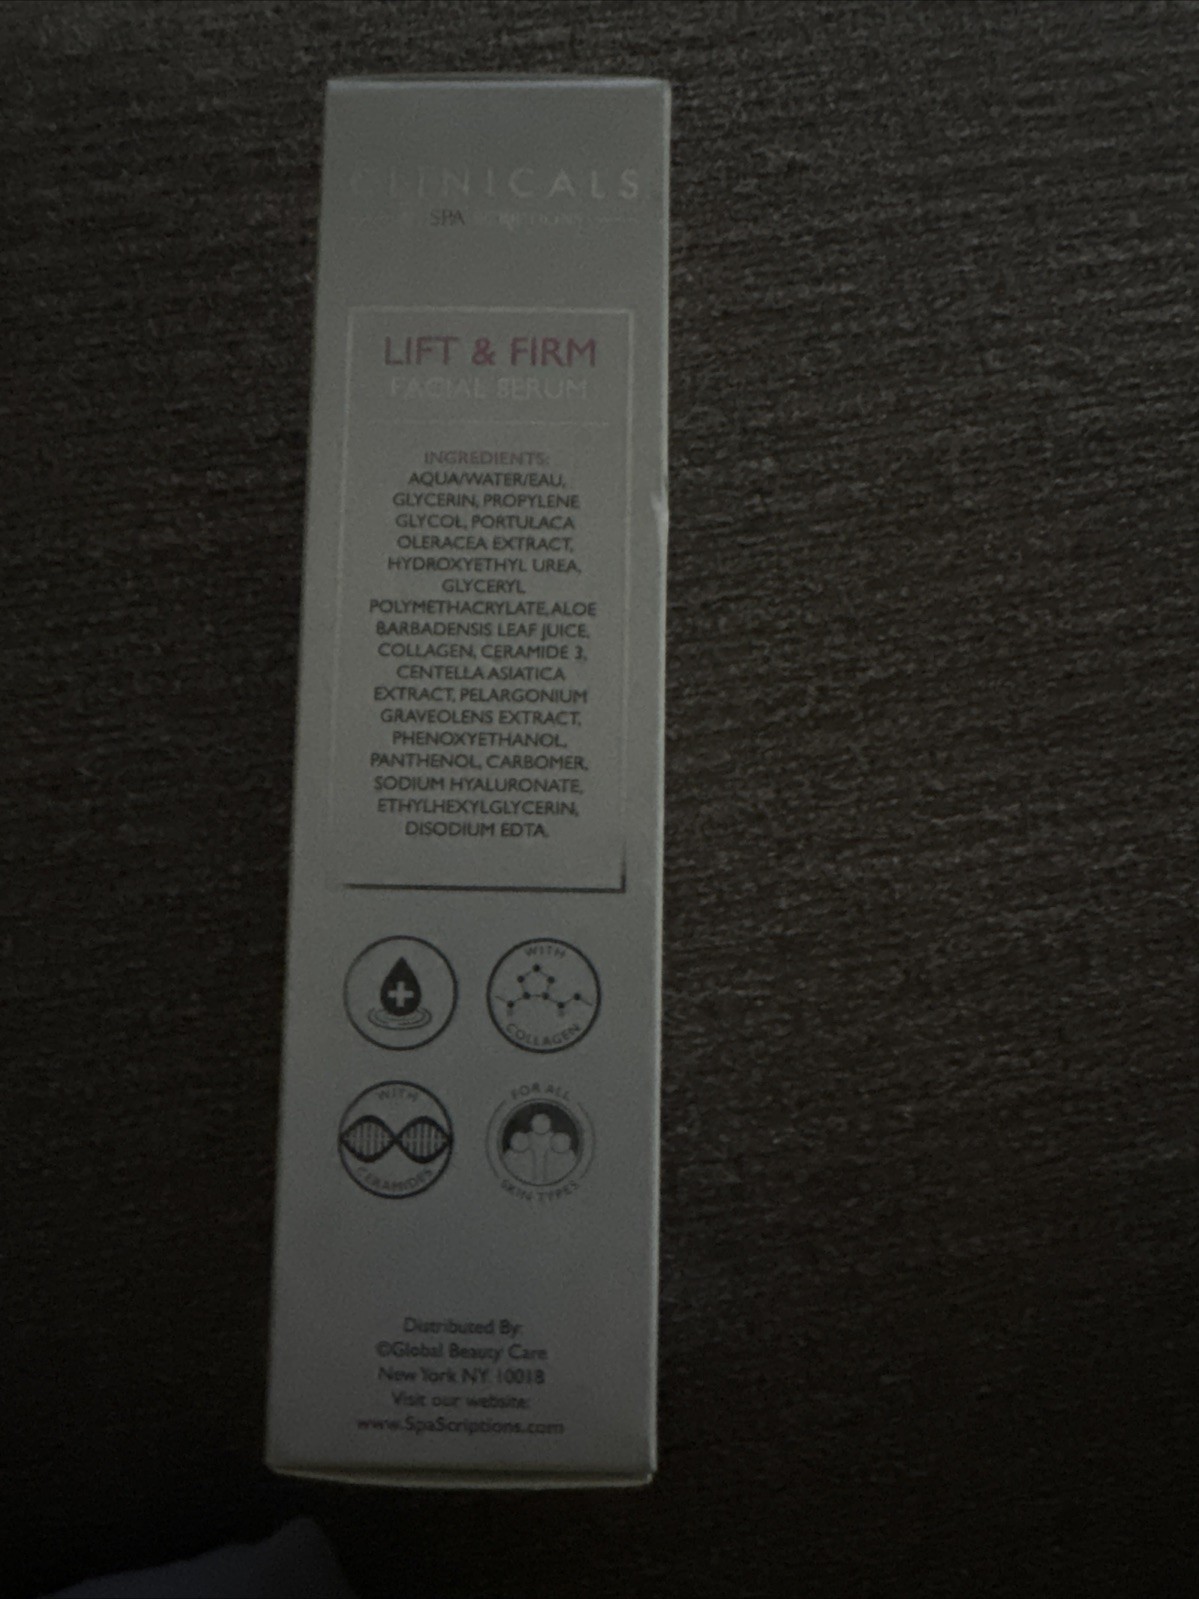 CLINICALS
SPA
LIFT & FIRM
FACIAL SERUM
INGREDIENTS:
AQUA/WATER/EAU,
GLYCERIN, PROPYLENE
GLYCOL, PORTULACA
OLERACEA EXTRACT,
HYDROXYETHYL UREA,
GLYCERYL
POLYMETHACRYLATE, ALOE
BARBADENSIS LEAF JUICE,
COLLAGEN, CERAMIDE 3,
CENTELLA ASIATICA
EXTRACT, PELARGONIUM
GRAVEOLENS EXTRACT,
PHENOXYETHANOL,
PANTHENOL, CARBOMER,
SODIUM HYALURONATE,
ETHYLHEXYLGLYCERIN,
DISODIUM EDTA.
WITH
COLLAGEN
WITH
CERAMIDES
FOR ALL
SKIN TYPES
Distributed By:
©Global Beauty Care
New York NY. 10018
Visit our website:
www.SpaScriptions.com